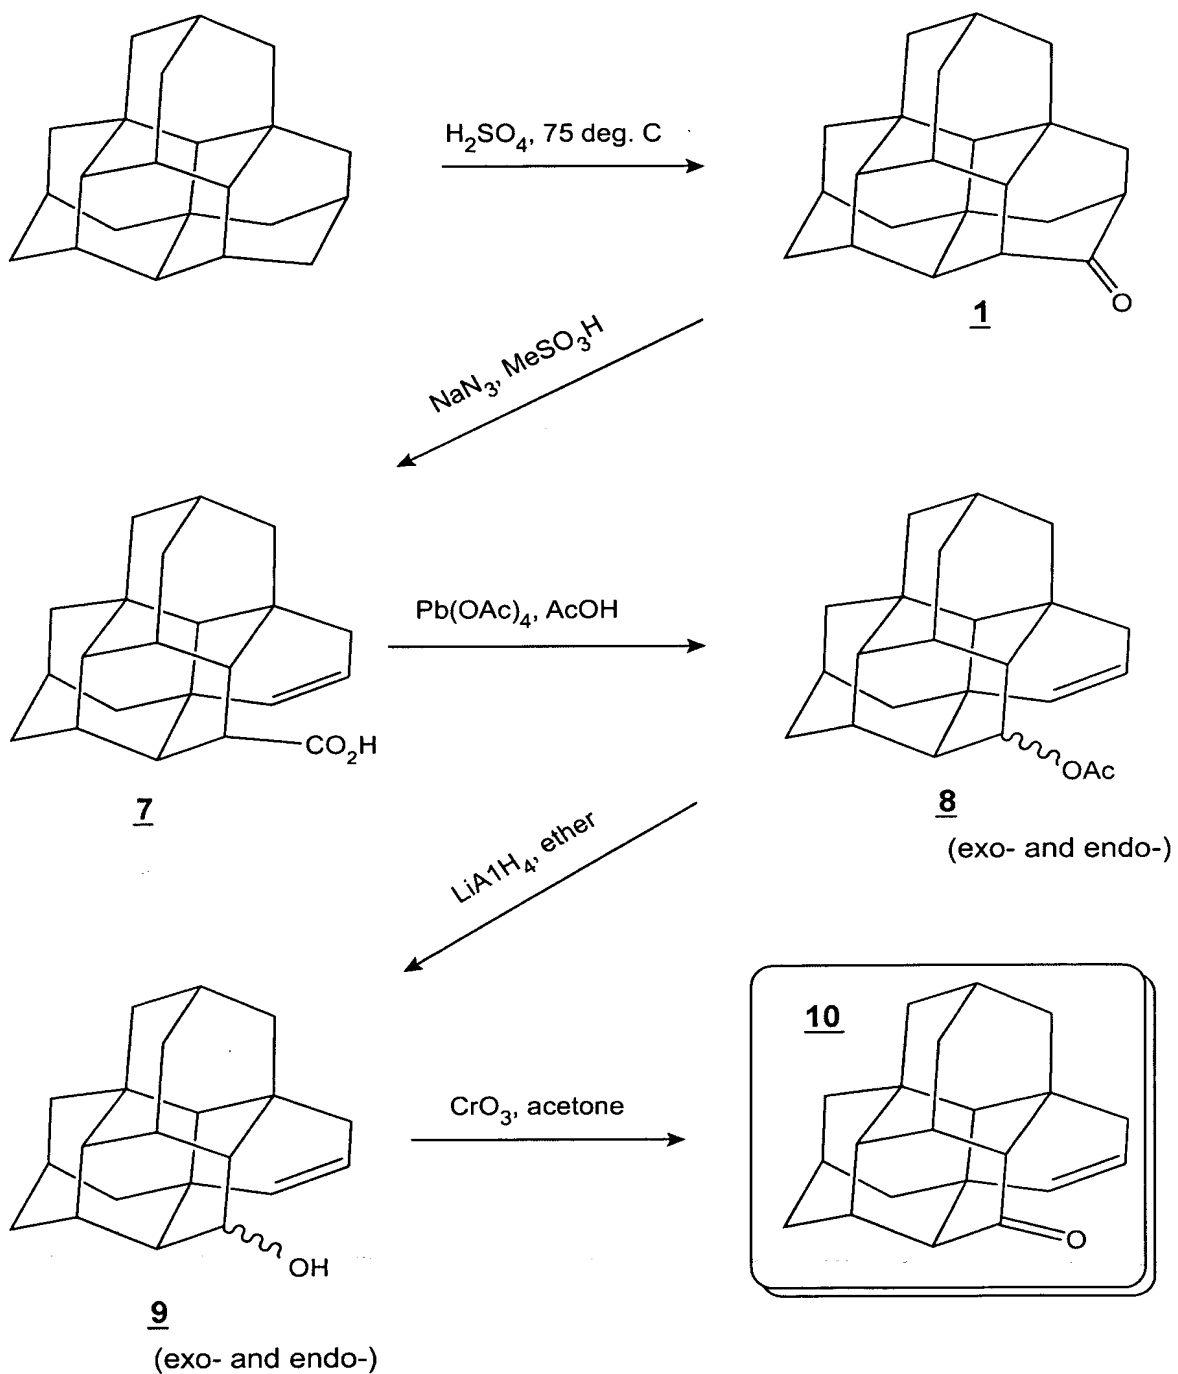 H₂SO₄, 75 deg. C
O
1
NaN₃, MeSO₃H
Pb(OAc)₄, AcOH
CO₂H
7
OAc
8
(exo- and endo-)
LiA1H₄, ether
10
CrO₃, acetone
O
OH
9
(exo- and endo-)